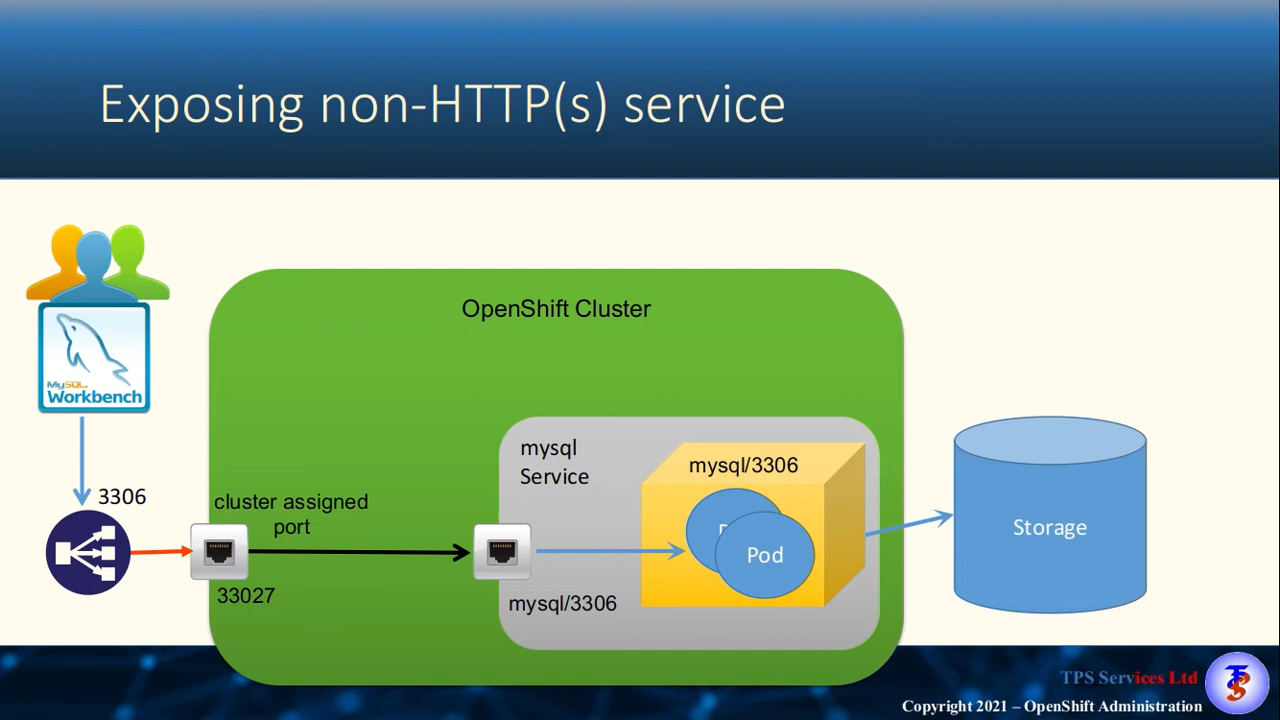 Exposing non-HTTP(s) service
OpenShift Cluster
MySQL
Workbench
3306
cluster assigned
port
33027
mysql
Service
mysql/3306
mysql/3306
Pod
Storage
TPS Services Ltd
Copyright 2021 – OpenShift Administration